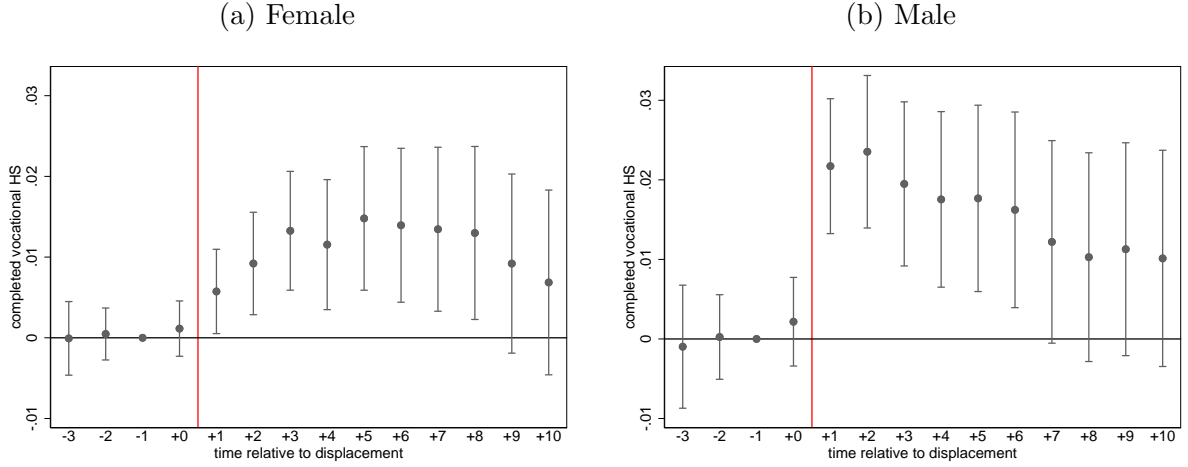 (a) Female
completed vocational HS
.03
.02
.01
0
-.01
-3 -2 -1 +0 +1 +2 +3 +4 +5 +6 +7 +8 +9 +10
time relative to displacement
(b) Male
completed vocational HS
.03
.02
.01
0
-.01
-3 -2 -1 +0 +1 +2 +3 +4 +5 +6 +7 +8 +9 +10
time relative to displacement